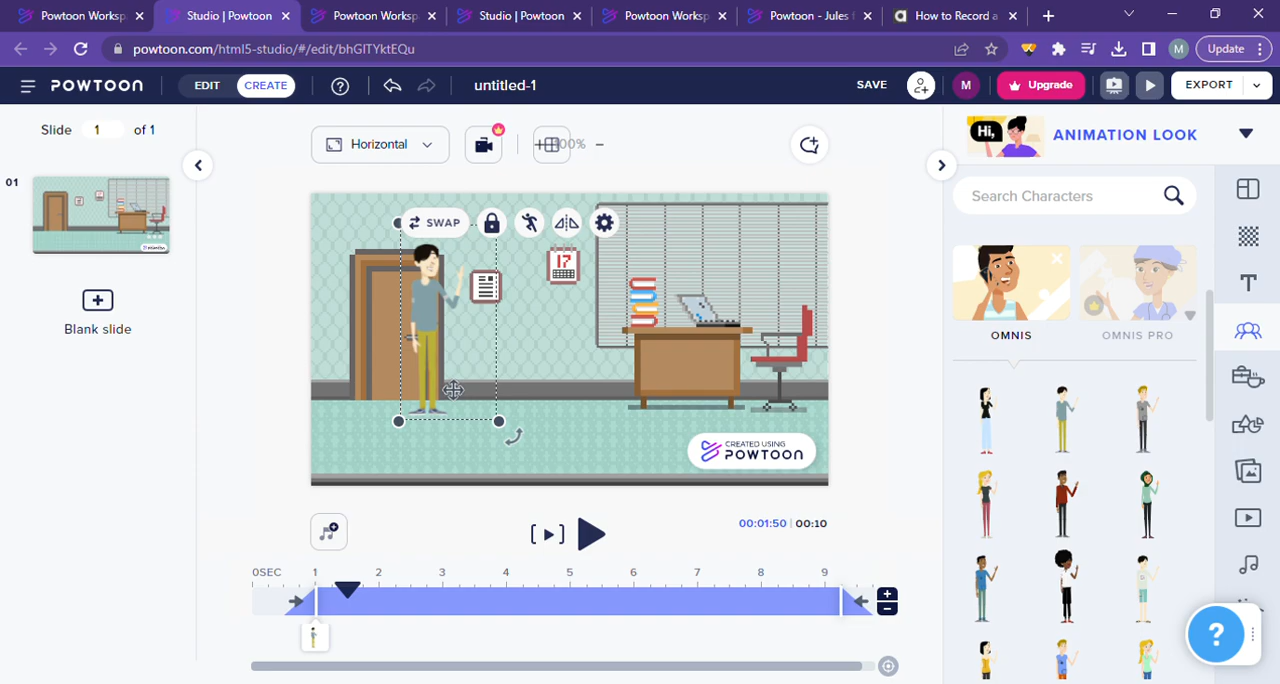 Powtoon Worksp
Studio | Powtoon
Powtoon Worksp
Studio | Powtoon
Powtoon Worksp
Powtoon - Jules f
How to Record a
powtoon.com/html5-studio/#/edit/bhGlTYktEQu
M
Update
POWTOON
EDIT
CREATE
?
untitled-1
SAVE
M
Upgrade
EXPORT
Slide 1 of 1
Horizontal
00%
Hi,
ANIMATION LOOK
01
Search Characters
SWAP
17
T
Blank slide
OMNIS
OMNIS PRO
CREATED USING
POWTOON
00:01:50 | 00:10
0SEC 1 2 3 4 5 6 7 8 9
?